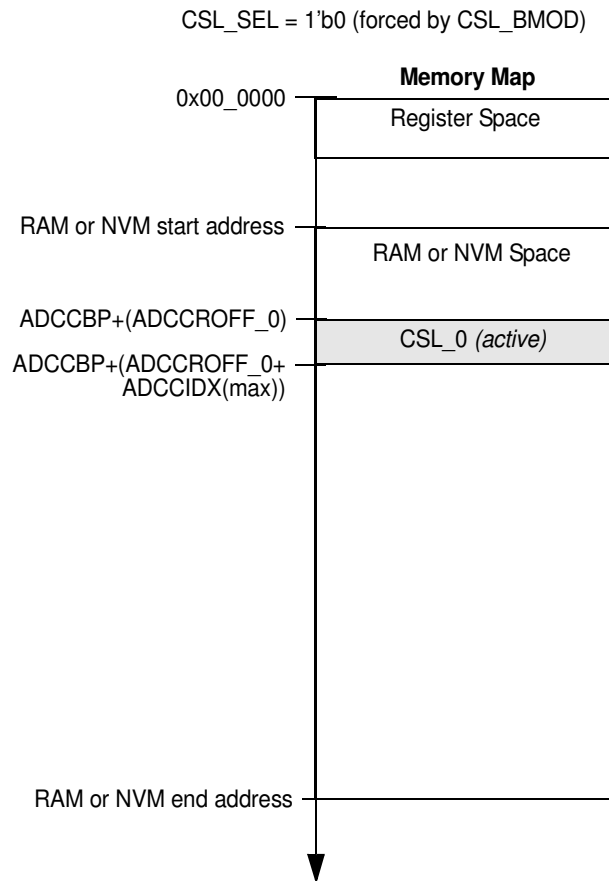 CSL_SEL = 1'b0 (forced by CSL_BMOD)
Memory Map
0x00_0000
Register Space
RAM or NVM start address
RAM or NVM Space
ADCCBP+(ADCCROFF_0)
CSL_0 (active)
ADCCBP+(ADCCROFF_0+
ADCCIDX(max))
RAM or NVM end address